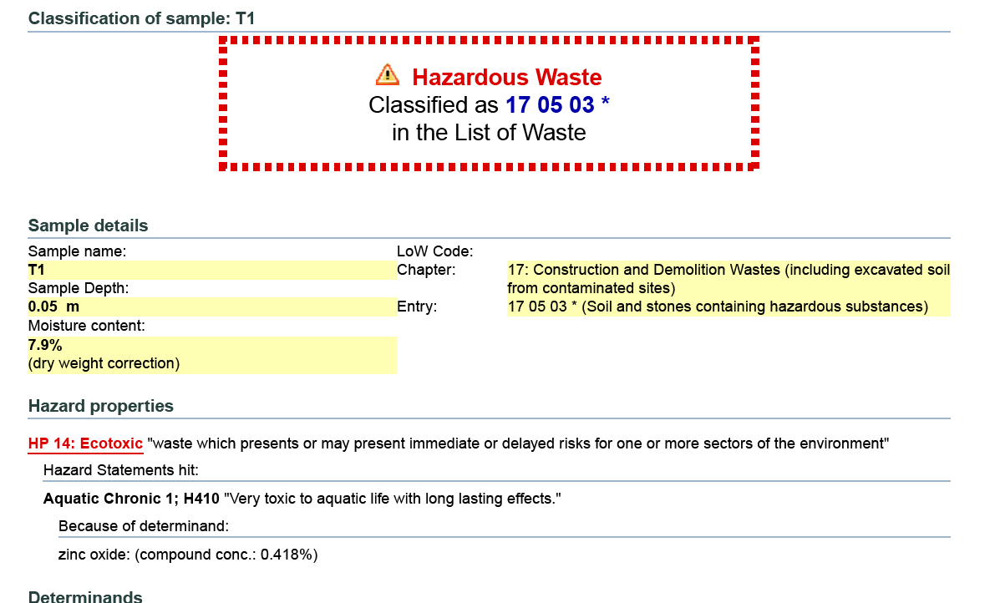 Classification of sample: T1
Hazardous Waste
Classified as 17 05 03 *
in the List of Waste
Sample details
Sample name:
T1
Sample Depth:
0.05 m
Moisture content:
7.9%
(dry weight correction)
LoW Code:
Chapter: 17: Construction and Demolition Wastes (including excavated soil
from contaminated sites)
Entry: 17 05 03 * (Soil and stones containing hazardous substances)
Hazard properties
HP 14: Ecotoxic "waste which presents or may present immediate or delayed risks for one or more sectors of the environment"
Hazard Statements hit:
Aquatic Chronic 1; H410 "Very toxic to aquatic life with long lasting effects."
Because of determinand:
zinc oxide: (compound conc.: 0.418%)
Determinands